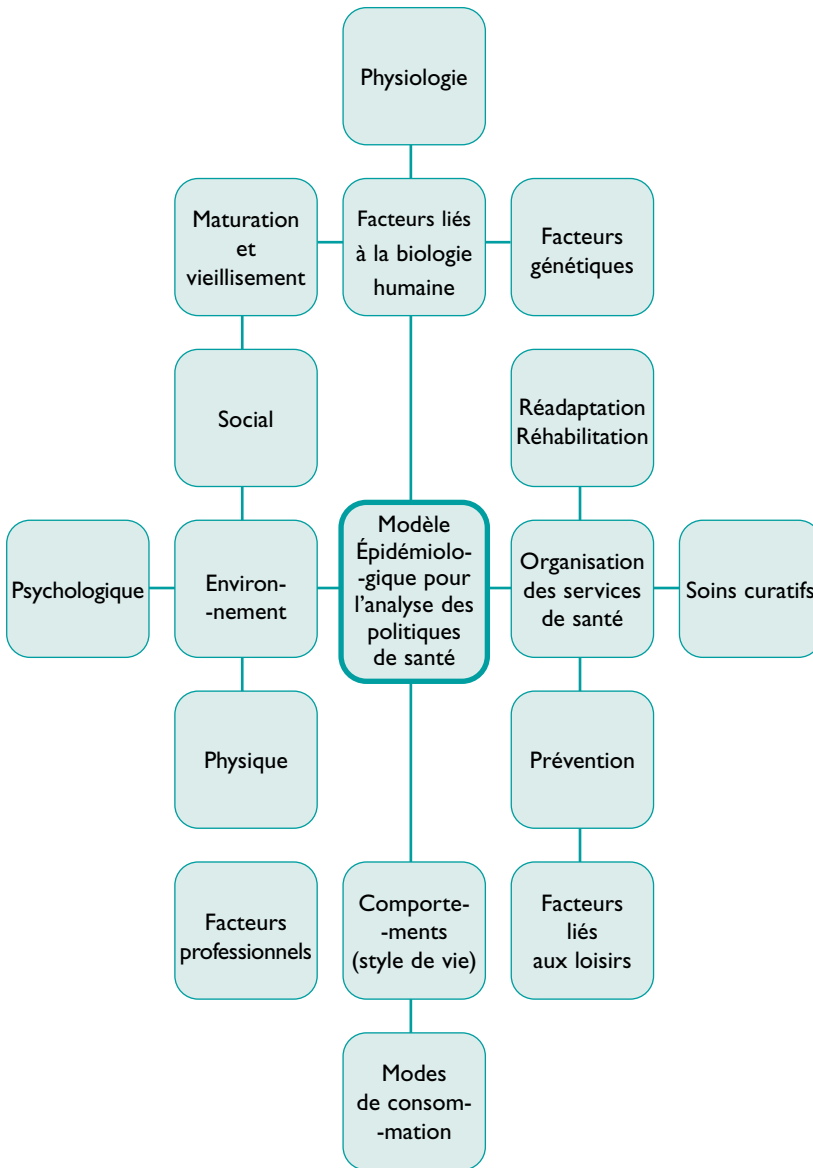 Physiologie
Maturation
et
vieillisement
Facteurs liés
à la biologie
humaine
Facteurs
génétiques
Social
Réadaptation
Réhabilitation
Psychologique
Environ-
-nement
Modèle
Épidémiolo-
-gique pour
l’analyse des
politiques
de santé
Organisation
des services
de santé
Soins curatifs
Physique
Prévention
Facteurs
professionnels
Comporte-
-ments
(style de vie)
Facteurs
liés
aux loisirs
Modes
de consom-
-mation